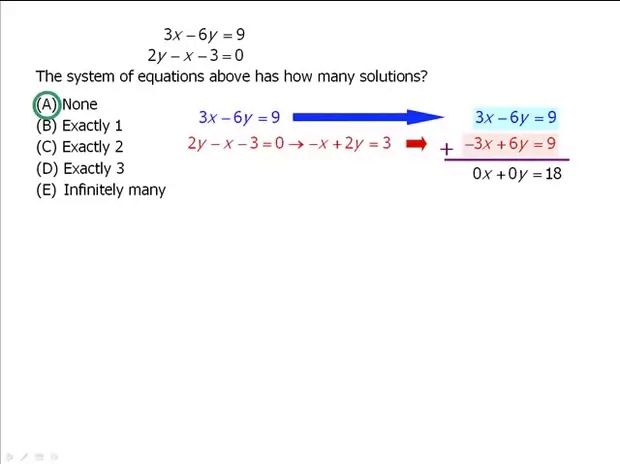 3x – 6y = 9
2y – x – 3 = 0
The system of equations above has how many solutions?
(A) None
(B) Exactly 1
(C) Exactly 2
(D) Exactly 3
(E) Infinitely many
3x – 6y = 9
3x – 6y = 9
2y – x – 3 = 0 → –x + 2y = 3
+ –3x + 6y = 9
0x + 0y = 18